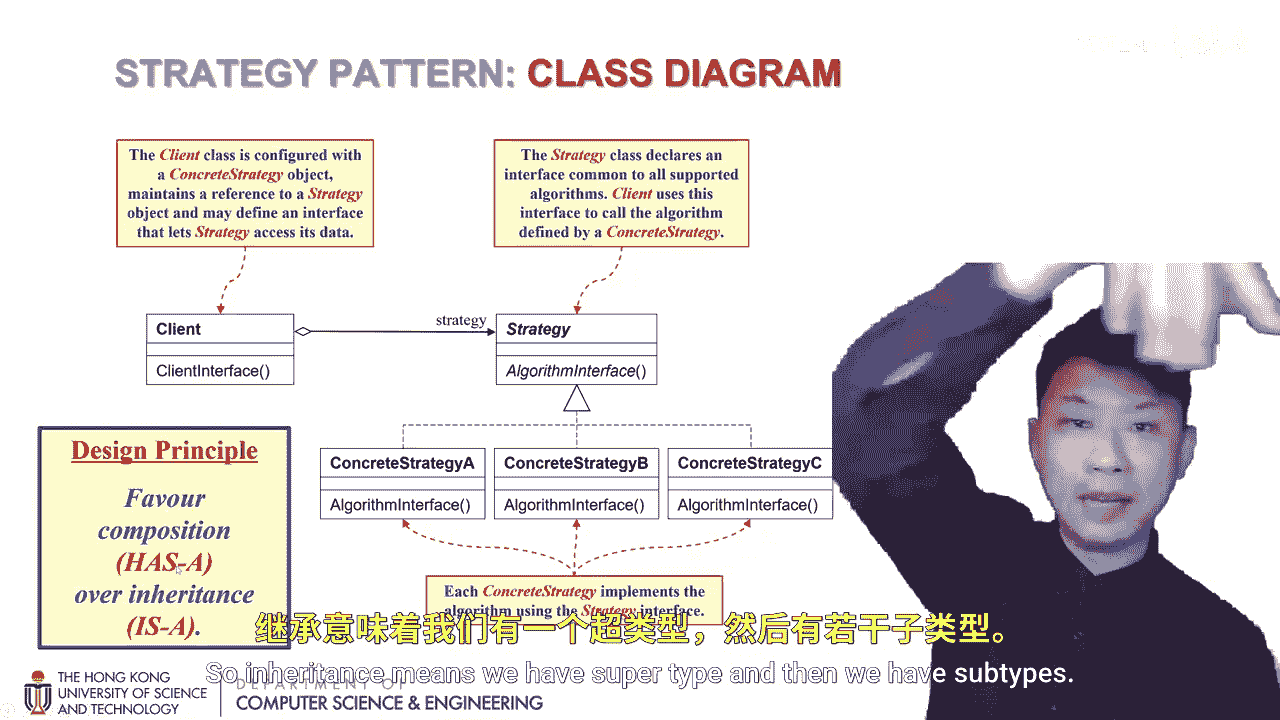 STRATEGY PATTERN: CLASS DIAGRAM
The Client class is configured with
a ConcreteStrategy object,
maintains a reference to a Strategy
object and may define an interface
that lets Strategy access its data.
The Strategy class declares an
interface common to all supported
algorithms. Client uses this
interface to call the algorithm
defined by a ConcreteStrategy.
Client
ClientInterface()
strategy
Strategy
AlgorithmInterface()
ConcreteStrategyA
AlgorithmInterface()
ConcreteStrategyB
AlgorithmInterface()
ConcreteStrategyC
AlgorithmInterface()
Design Principle
Favour
composition
(HAS-A)
over inheritance
(IS-A).
Each ConcreteStrategy implements the
algorithm using the Strategy interface.
继承意味着我们有一个超类型，然后有若干子类型。
So inheritance means we have super type and then we have subtypes.
THE HONG KONG
UNIVERSITY OF SCIENCE
AND TECHNOLOGY
DEPARTMENT OF
COMPUTER SCIENCE & ENGINEERING